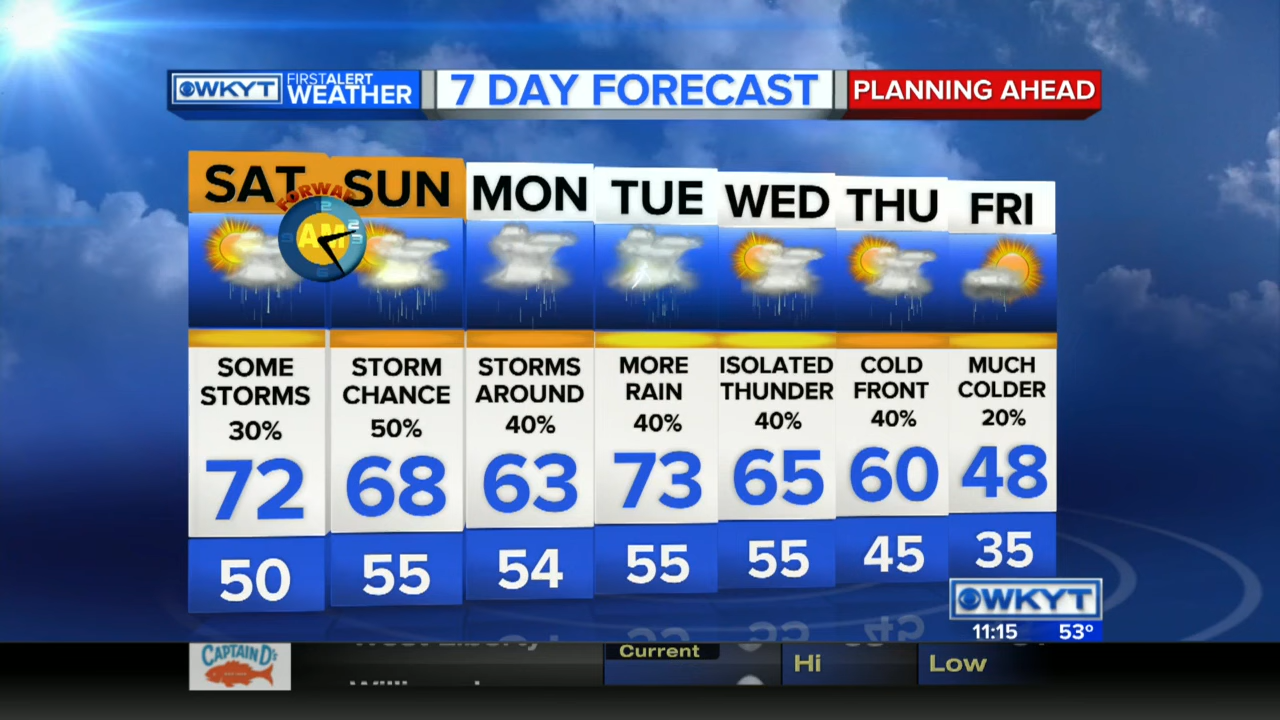 WKYT
FIRST ALERT
WEATHER
7 DAY FORECAST
PLANNING AHEAD
SAT
SUN
MON
TUE
WED
THU
FRI
AM
SOME
STORMS
30%
72
50
STORM
CHANCE
50%
68
55
STORMS
AROUND
40%
63
54
MORE
RAIN
40%
73
55
ISOLATED
THUNDER
40%
65
55
COLD
FRONT
40%
60
45
MUCH
COLDER
20%
48
35
WKYT
11:15 53°
CAPTAIN D's
Current
Hi
Low